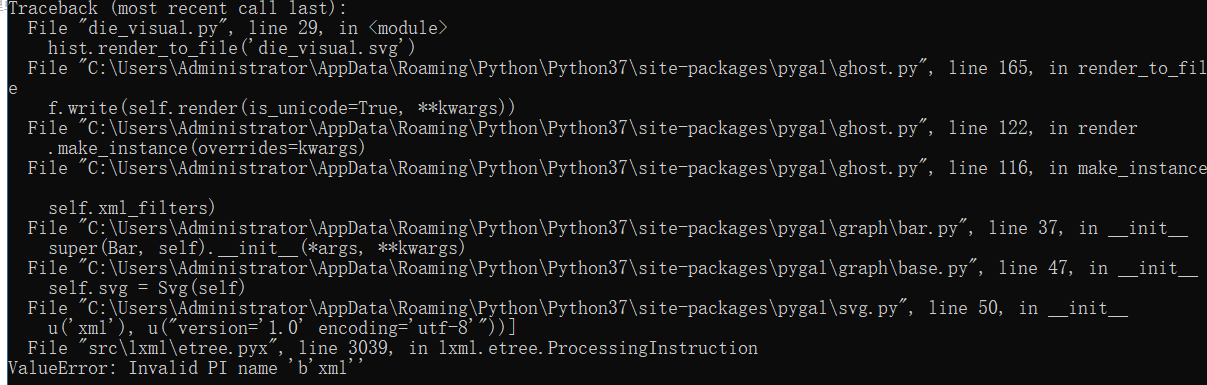 Traceback (most recent call last):
  File "die_visual.py", line 29, in <module>
    hist.render_to_file('die_visual.svg')
  File "C:\Users\Administrator\AppData\Roaming\Python\Python37\site-packages\pygal\ghost.py", line 165, in render_to_fil
e
    f.write(self.render(is_unicode=True, **kwargs))
  File "C:\Users\Administrator\AppData\Roaming\Python\Python37\site-packages\pygal\ghost.py", line 122, in render
    .make_instance(overrides=kwargs)
  File "C:\Users\Administrator\AppData\Roaming\Python\Python37\site-packages\pygal\ghost.py", line 116, in make_instance
    self.xml_filters)
  File "C:\Users\Administrator\AppData\Roaming\Python\Python37\site-packages\pygal\graph\bar.py", line 37, in __init__
    super(Bar, self).__init__(*args, **kwargs)
  File "C:\Users\Administrator\AppData\Roaming\Python\Python37\site-packages\pygal\graph\base.py", line 47, in __init__
    self.svg = Svg(self)
  File "C:\Users\Administrator\AppData\Roaming\Python\Python37\site-packages\pygal\svg.py", line 50, in __init__
    u('xml'), u("version='1.0' encoding='utf-8'"))]
  File "src\lxml\etree.pyx", line 3039, in lxml.etree.ProcessingInstruction
ValueError: Invalid PI name 'b'xml''